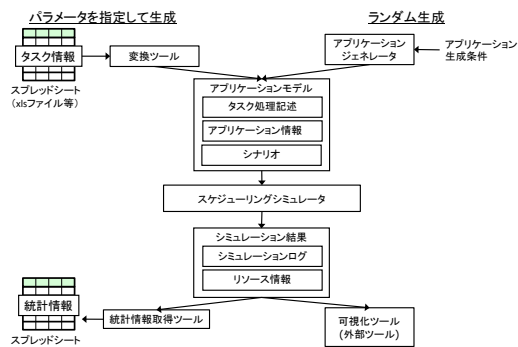 パラメータを指定して生成
ランダム生成
タスク情報
変換ツール
アプリケーション
ジェネレータ
アプリケーション
生成条件
スプレッドシート
(xlsファイル等)
アプリケーションモデル
タスク処理記述
アプリケーション情報
シナリオ
スケジューリングシミュレータ
シミュレーション結果
シミュレーションログ
リソース情報
統計情報
統計情報取得ツール
可視化ツール
(外部ツール)
スプレッドシート